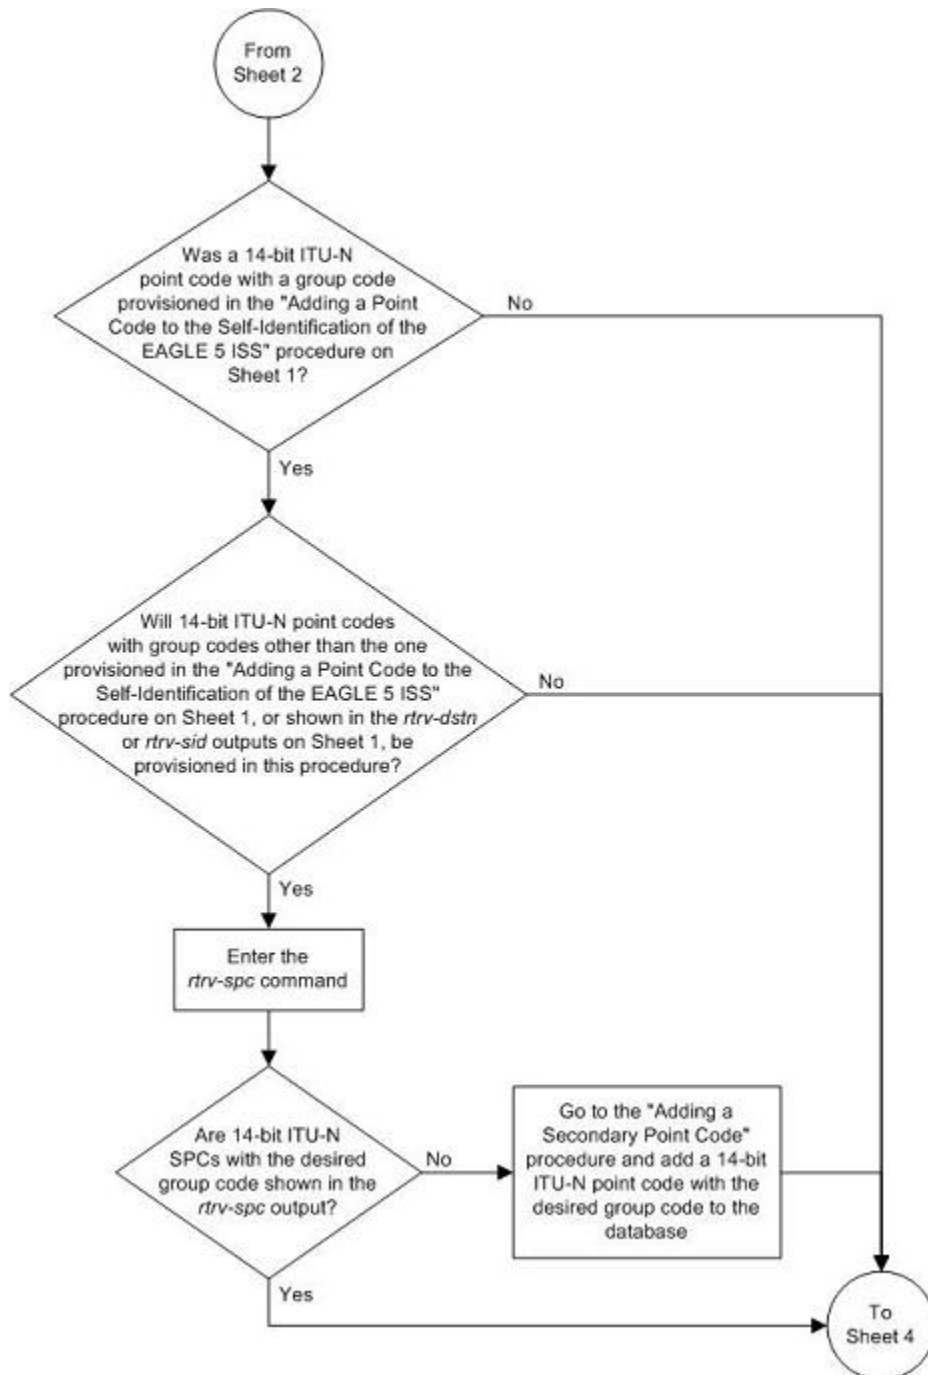 From
Sheet 2
Was a 14-bit ITU-N
point code with a group code
provisioned in the "Adding a Point
Code to the Self-Identification of the
EAGLE 5 ISS" procedure on
Sheet 1?
No
Yes
Will 14-bit ITU-N point codes
with group codes other than the one
provisioned in the "Adding a Point Code to the
Self-Identification of the EAGLE 5 ISS"
procedure on Sheet 1, or shown in the rtrv-dstn
or rtrv-sid outputs on Sheet 1, be
provisioned in this procedure?
No
Yes
Enter the
rtrv-spc command
Are 14-bit ITU-N
SPCs with the desired
group code shown in the
rtrv-spc output?
No
Go to the "Adding a
Secondary Point Code"
procedure and add a 14-bit
ITU-N point code with the
desired group code to the
database
Yes
To
Sheet 4